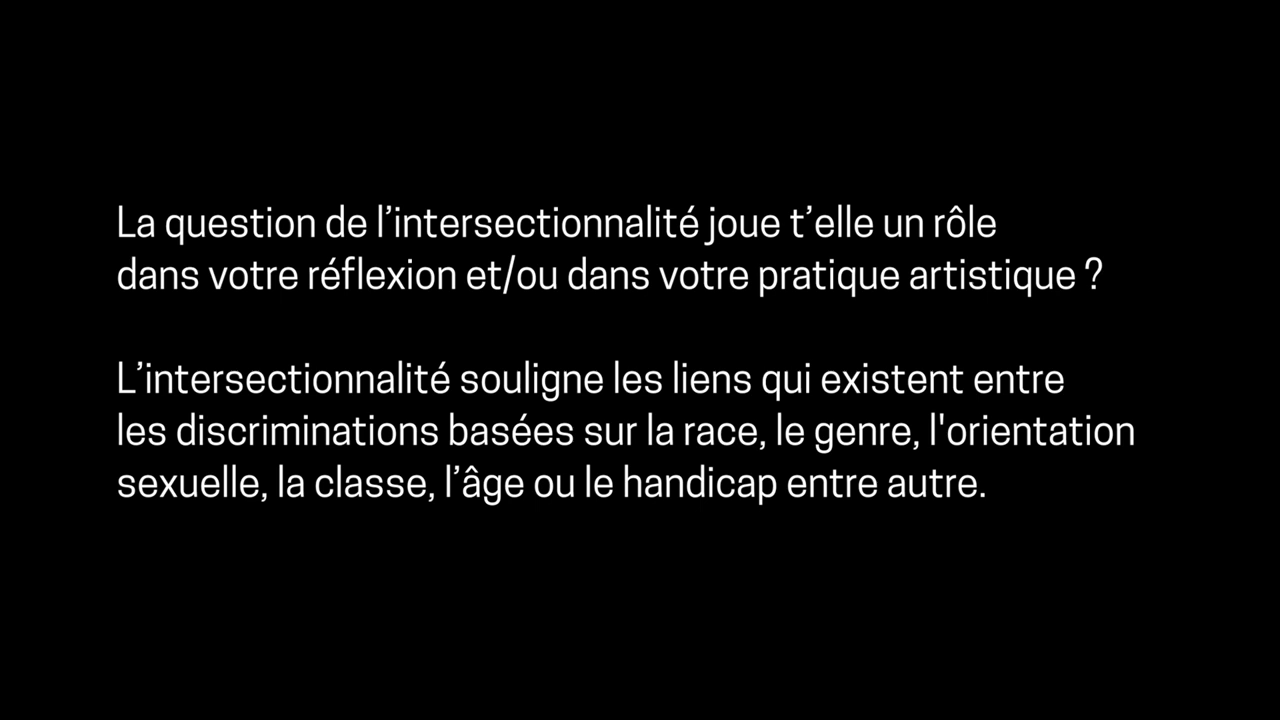 La question de l’intersectionnalité joue t’elle un rôle
dans votre réflexion et/ou dans votre pratique artistique ?
L’intersectionnalité souligne les liens qui existent entre
les discriminations basées sur la race, le genre, l'orientation
sexuelle, la classe, l’âge ou le handicap entre autre.